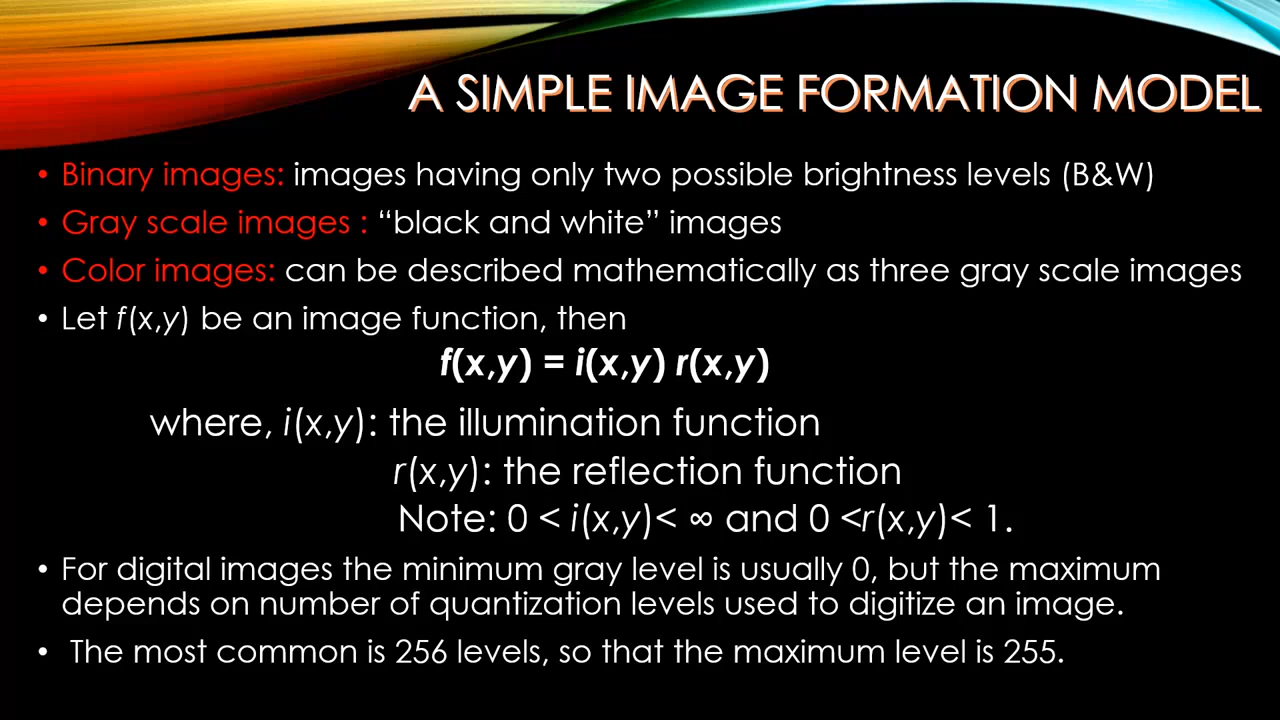 A SIMPLE IMAGE FORMATION MODEL
• Binary images: images having only two possible brightness levels (B&W)
• Gray scale images : “black and white” images
• Color images: can be described mathematically as three gray scale images
• Let f(x,y) be an image function, then
f(x,y) = i(x,y) r(x,y)
where, i(x,y): the illumination function
r(x,y): the reflection function
Note: 0 < i(x,y)< ∞ and 0 <r(x,y)< 1.
• For digital images the minimum gray level is usually 0, but the maximum
depends on number of quantization levels used to digitize an image.
• The most common is 256 levels, so that the maximum level is 255.